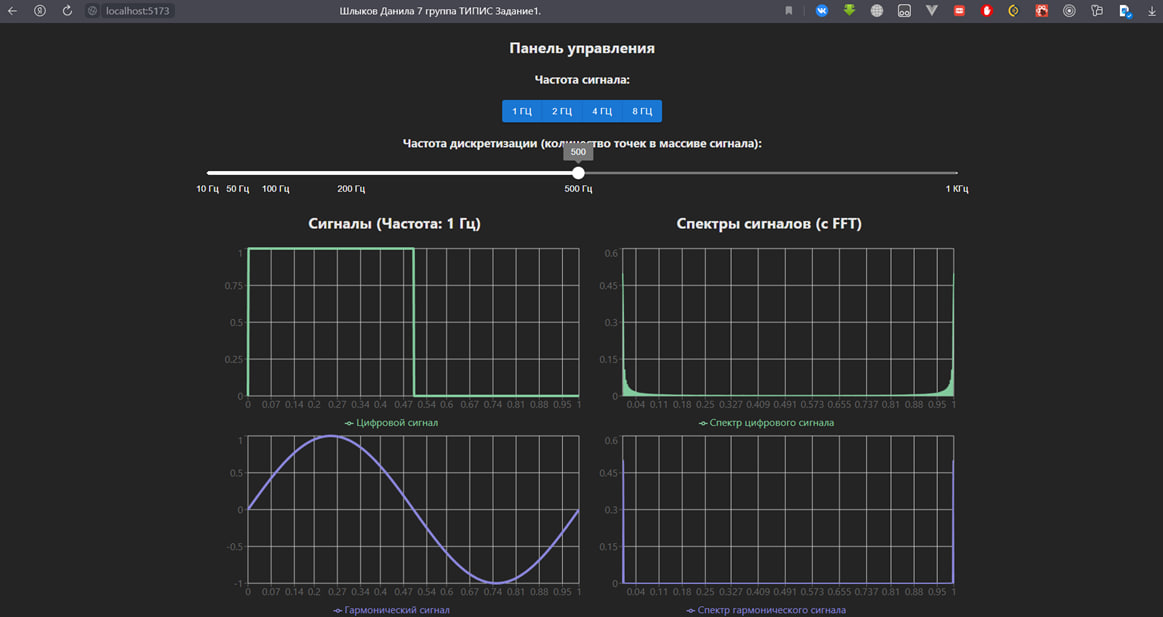 localhost:5173 Шлыков Данила 7 группа ТИПИС Задание1.
Панель управления
Частота сигнала:
1 ГЦ 2 ГЦ 4 ГЦ 8 ГЦ
Частота дискретизации (количество точек в массиве сигнала):
500
10 Гц 50 Гц 100 Гц 200 Гц 500 Гц 1 КГц
Сигналы (Частота: 1 Гц)
1
0.75
0.5
0.25
0
0 0.07 0.14 0.2 0.27 0.34 0.4 0.47 0.54 0.6 0.67 0.74 0.81 0.88 0.95 1
Цифровой сигнал
Спектры сигналов (с FFT)
0.6
0.45
0.3
0.15
0
0.04 0.11 0.18 0.25 0.327 0.409 0.491 0.573 0.655 0.737 0.81 0.88 0.95 1
Спектр цифрового сигнала
1
0.5
0
-0.5
-1
0 0.07 0.14 0.2 0.27 0.34 0.4 0.47 0.54 0.6 0.67 0.74 0.81 0.88 0.95 1
Гармонический сигнал
0.6
0.45
0.3
0.15
0
0.04 0.11 0.18 0.25 0.327 0.409 0.491 0.573 0.655 0.737 0.81 0.88 0.95 1
Спектр гармонического сигнала